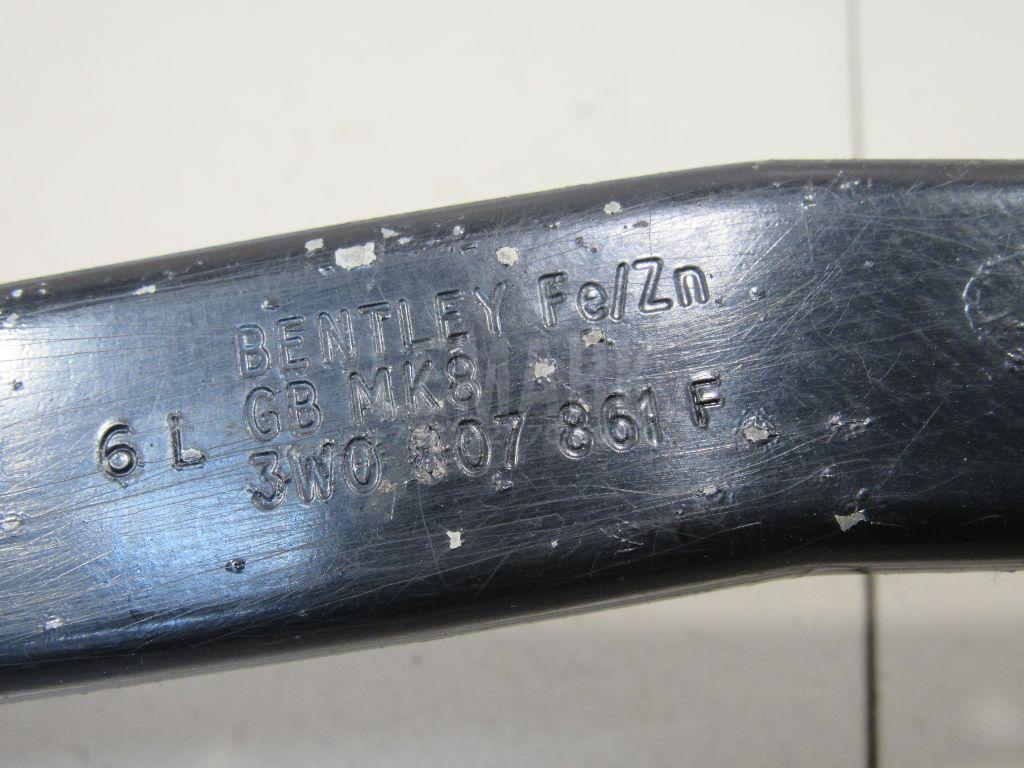 BENTLEY Fe/Zn
GB MK8
6 L 3W0 807 861 F